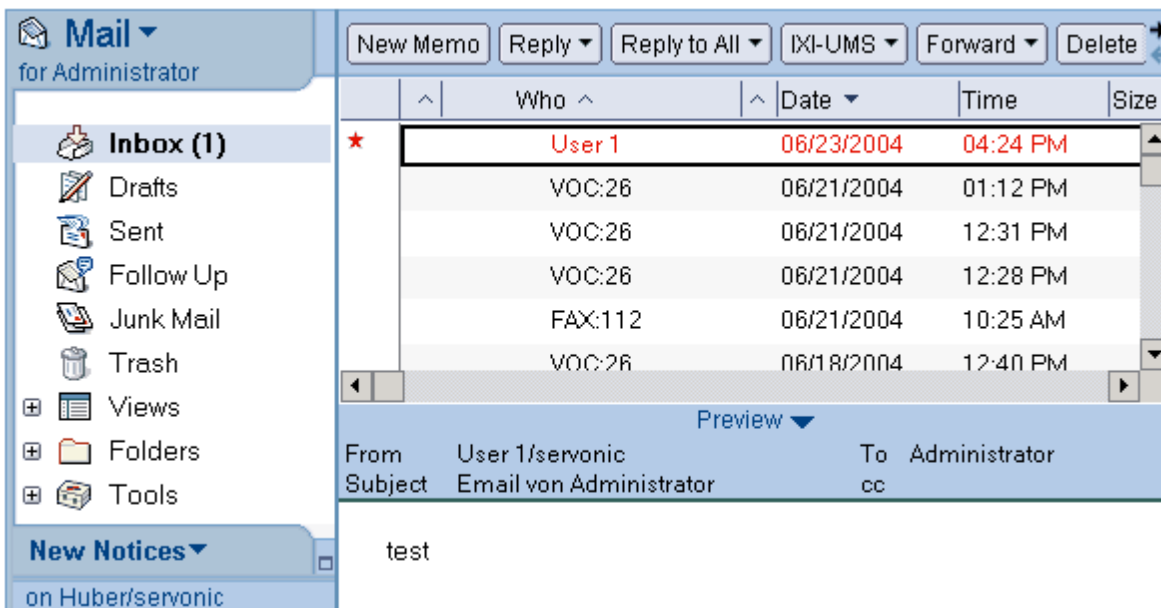 Mail
for Administrator
Inbox (1)
Drafts
Sent
Follow Up
Junk Mail
Trash
Views
Folders
Tools
New Notices
on Huber/servonic
New Memo Reply Reply to All IXI-UMS Forward Delete
Who Date Time Size
User 1 06/23/2004 04:24 PM
VOC:26 06/21/2004 01:12 PM
VOC:26 06/21/2004 12:31 PM
VOC:26 06/21/2004 12:28 PM
FAX:112 06/21/2004 10:25 AM
VOC:26 06/18/2004 12:40 PM
Preview
From User 1/servonic To Administrator
Subject Email von Administrator cc
test